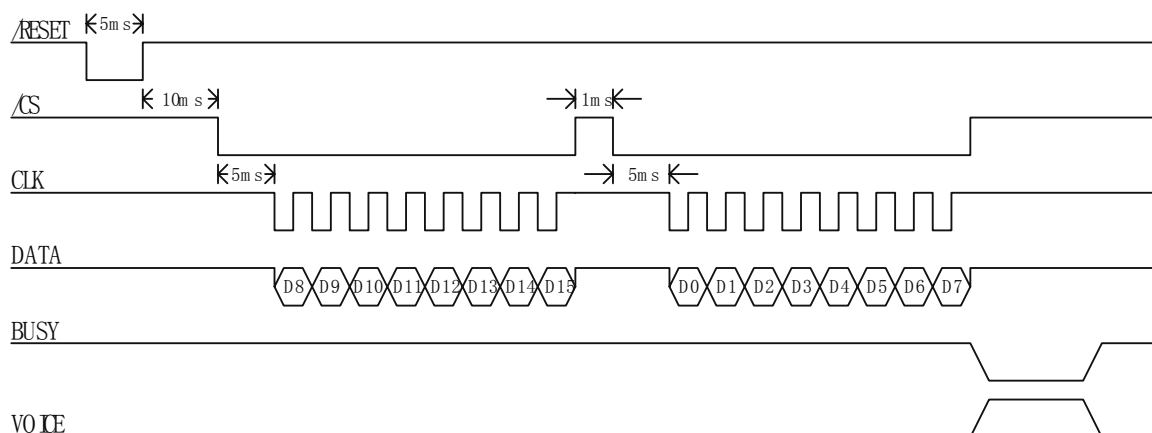 5ms
/RESET
10ms
1ms
/CS
5ms
5ms
CLK
DATA
D8 D9 D10 D11 D12 D13 D14 D15 D0 D1 D2 D3 D4 D5 D6 D7
BUSY
VOICE